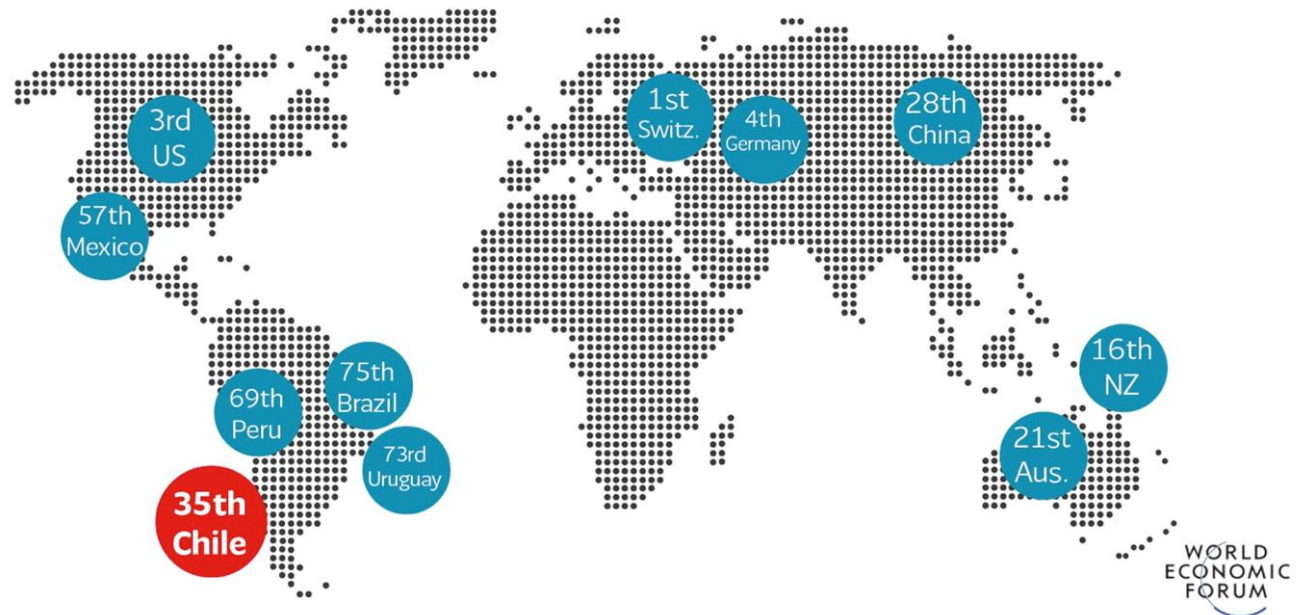 3rd
US
57th
Mexico
1st
Switz.
4th
Germany
28th
China
69th
Peru
75th
Brazil
73rd
Uruguay
35th
Chile
16th
NZ
21st
Aus.
WORLD
ECONOMIC
FORUM